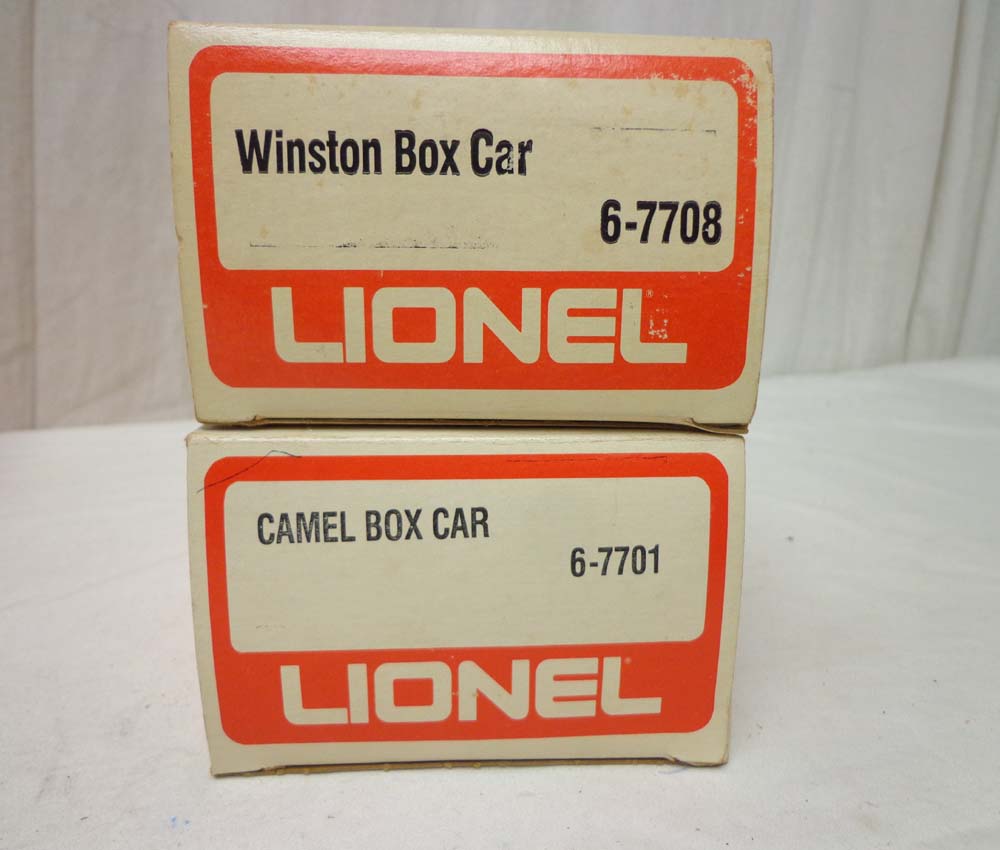 Winston Box Car
6-7708
LIONEL®
CAMEL BOX CAR
6-7701
LIONEL®